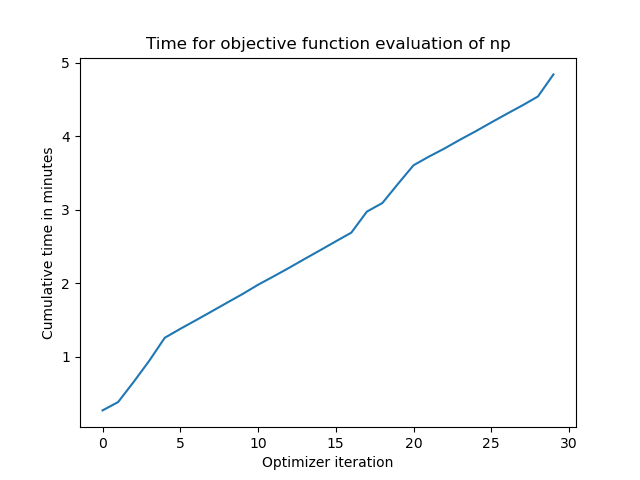 Time for objective function evaluation of np
Cumulative time in minutes
5
4
3
2
1
0 5 10 15 20 25 30
Optimizer iteration